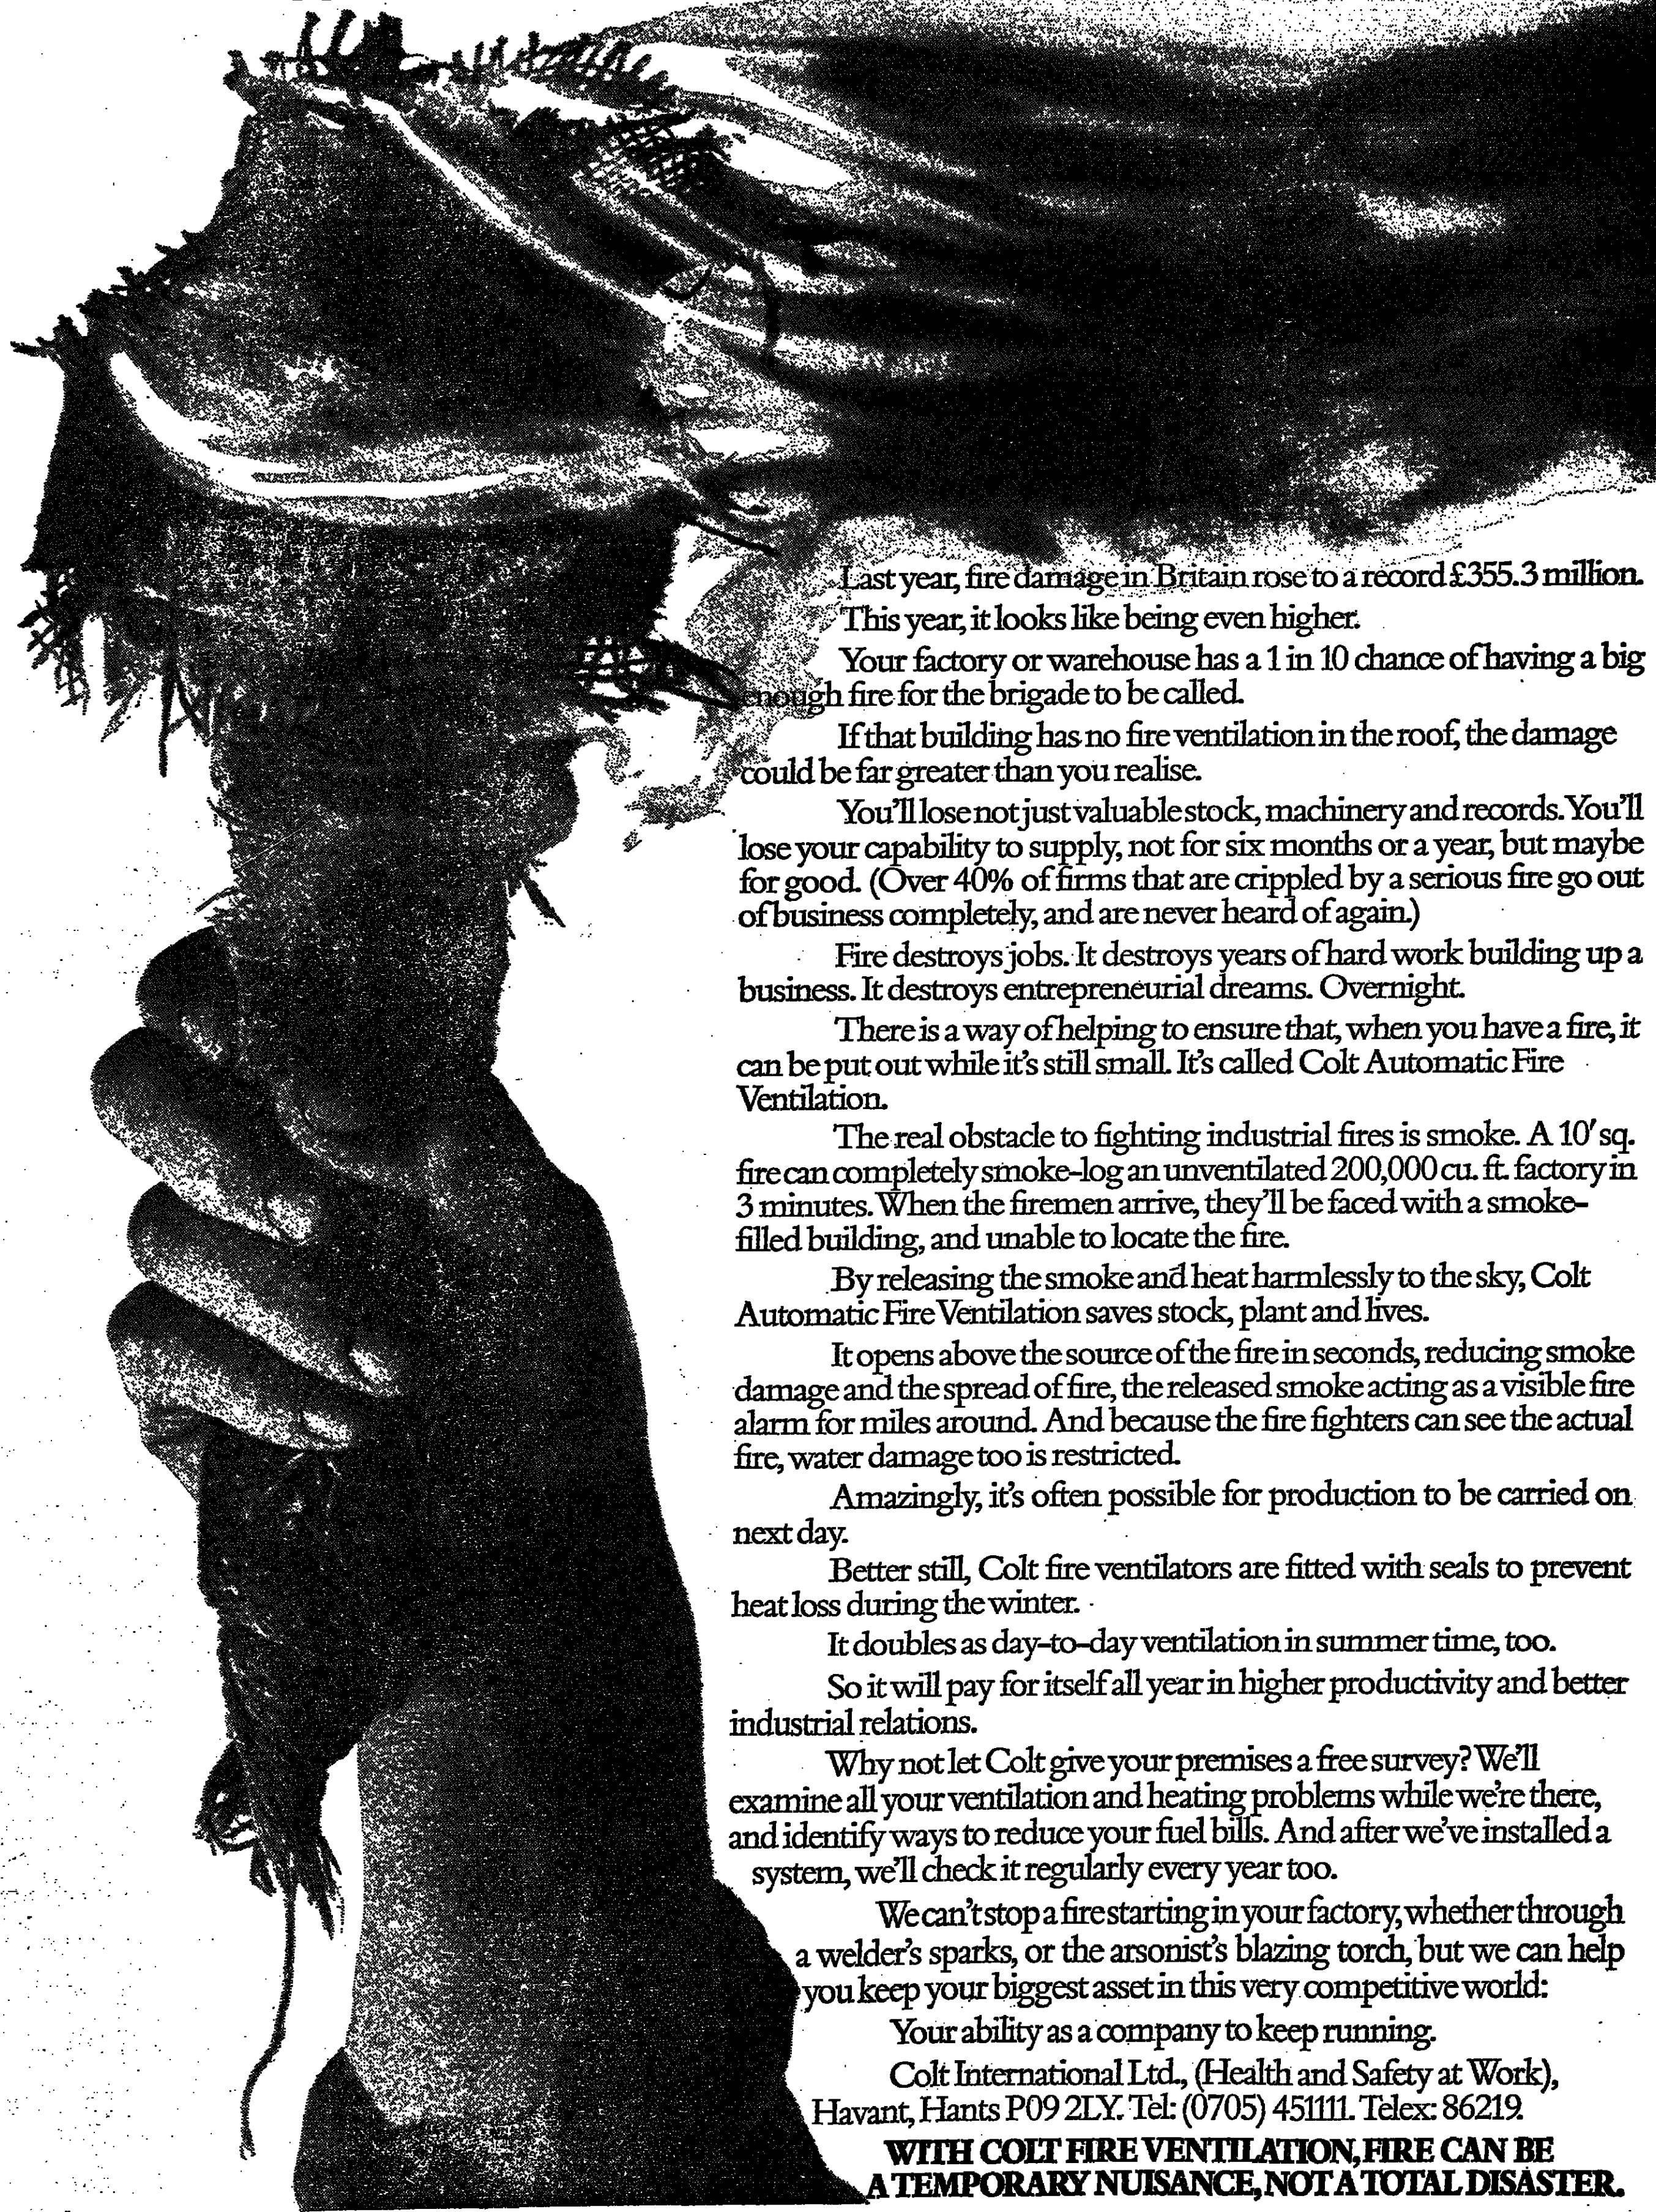 Last year, fire damage in Britain rose to a record £355.3 million.
This year, it looks like being even higher.
Your factory or warehouse has a 1 in 10 chance of having a big
enough fire for the brigade to be called.
If that building has no fire ventilation in the roof, the damage
could be far greater than you realise.
You'll lose not just valuable stock, machinery and records. You'll
lose your capability to supply, not for six months or a year, but maybe
for good. (Over 40% of firms that are crippled by a serious fire go out
of business completely, and are never heard of again.)
Fire destroys jobs. It destroys years of hard work building up a
business. It destroys entrepreneurial dreams. Overnight.
There is a way of helping to ensure that, when you have a fire, it
can be put out while it's still small. It's called Colt Automatic Fire
Ventilation.
The real obstacle to fighting industrial fires is smoke. A 10' sq.
fire can completely smoke-log an unventilated 200,000 cu. ft. factory in
3 minutes. When the firemen arrive, they'll be faced with a smoke-
filled building, and unable to locate the fire.
By releasing the smoke and heat harmlessly to the sky, Colt
Automatic Fire Ventilation saves stock, plant and lives.
It opens above the source of the fire in seconds, reducing smoke
damage and the spread of fire, the released smoke acting as a visible fire
alarm for miles around. And because the fire fighters can see the actual
fire, water damage too is restricted.
Amazingly, it's often possible for production to be carried on
next day.
Better still, Colt fire ventilators are fitted with seals to prevent
heat loss during the winter.
It doubles as day-to-day ventilation in summer time, too.
So it will pay for itself all year in higher productivity and better
industrial relations.
Why not let Colt give your premises a free survey? We'll
examine all your ventilation and heating problems while we're there,
and identify ways to reduce your fuel bills. And after we've installed a
system, we'll check it regularly every year too.
We can't stop a fire starting in your factory, whether through
a welder's sparks, or the arsonist's blazing torch, but we can help
you keep your biggest asset in this very competitive world:
Your ability as a company to keep running.
Colt International Ltd., (Health and Safety at Work),
Havant, Hants P09 2LY. Tel: (0705) 451111. Telex: 86219.
WITH COLT FIRE VENTILATION, FIRE CAN BE
A TEMPORARY NUISANCE, NOT A TOTAL DISASTER.